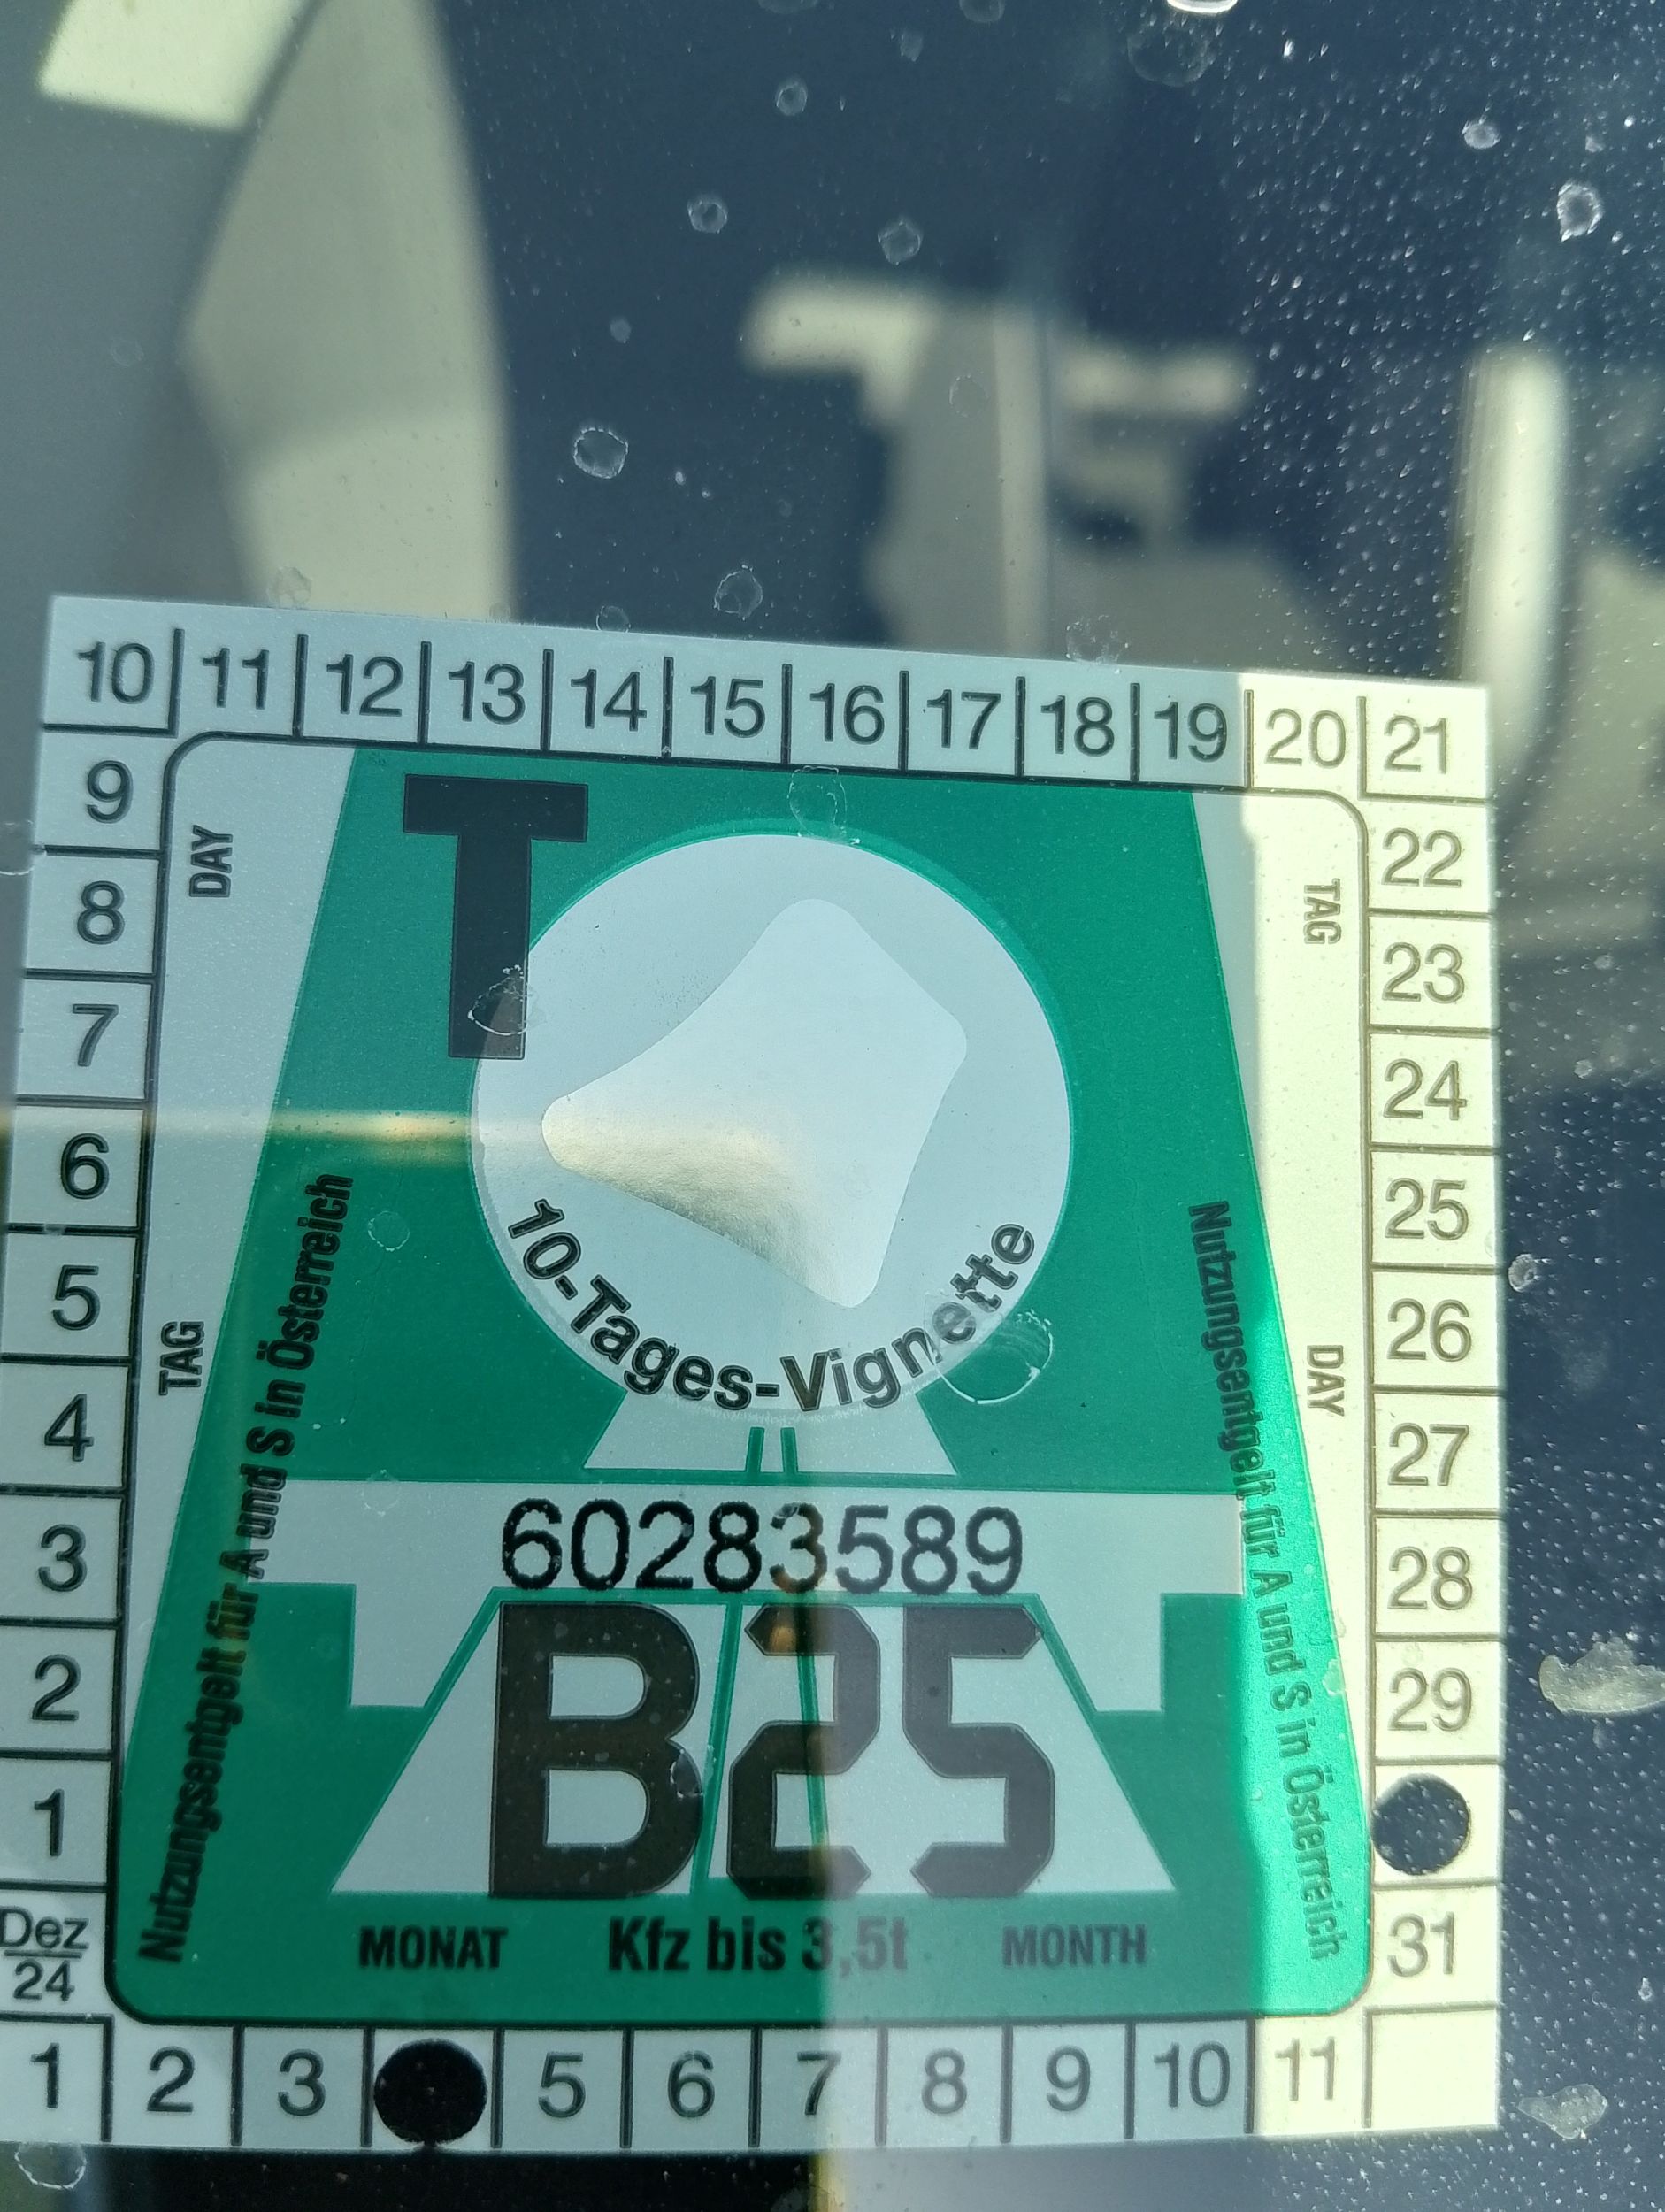 10 11 12 13 14 15 16 17 18 19 20 21
9
8
7
6
5
4
3
2
1
Dez
24
DAY
TAG
TAG
DAY
22
23
24
25
26
27
28
29
31
T
10-Tages-Vignette
Nutzungsentgelt für A und S in Österreich
Nutzungsentgelt für A und S in Österreich
60283589
B25
MONAT Kfz bis 3,5t MONTH
1 2 3 5 6 7 8 9 10 11